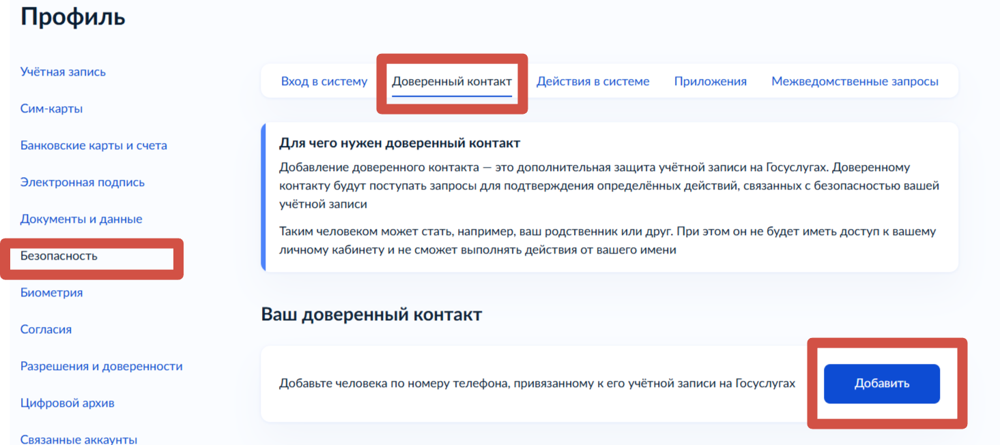 Профиль
Учётная запись
Сим-карты
Банковские карты и счета
Электронная подпись
Документы и данные
Безопасность
Биометрия
Согласия
Разрешения и доверенности
Цифровой архив
Связанные аккаунты
Вход в систему Доверенный контакт Действия в системе Приложения Межведомственные запросы
Для чего нужен доверенный контакт
Добавление доверенного контакта — это дополнительная защита учётной записи на Госуслугах. Доверенному
контакту будут поступать запросы для подтверждения определённых действий, связанных с безопасностью вашей
учётной записи
Таким человеком может стать, например, ваш родственник или друг. При этом он не будет иметь доступ к вашему
личному кабинету и не сможет выполнять действия от вашего имени
Ваш доверенный контакт
Добавьте человека по номеру телефона, привязанному к его учётной записи на Госуслугах
Добавить